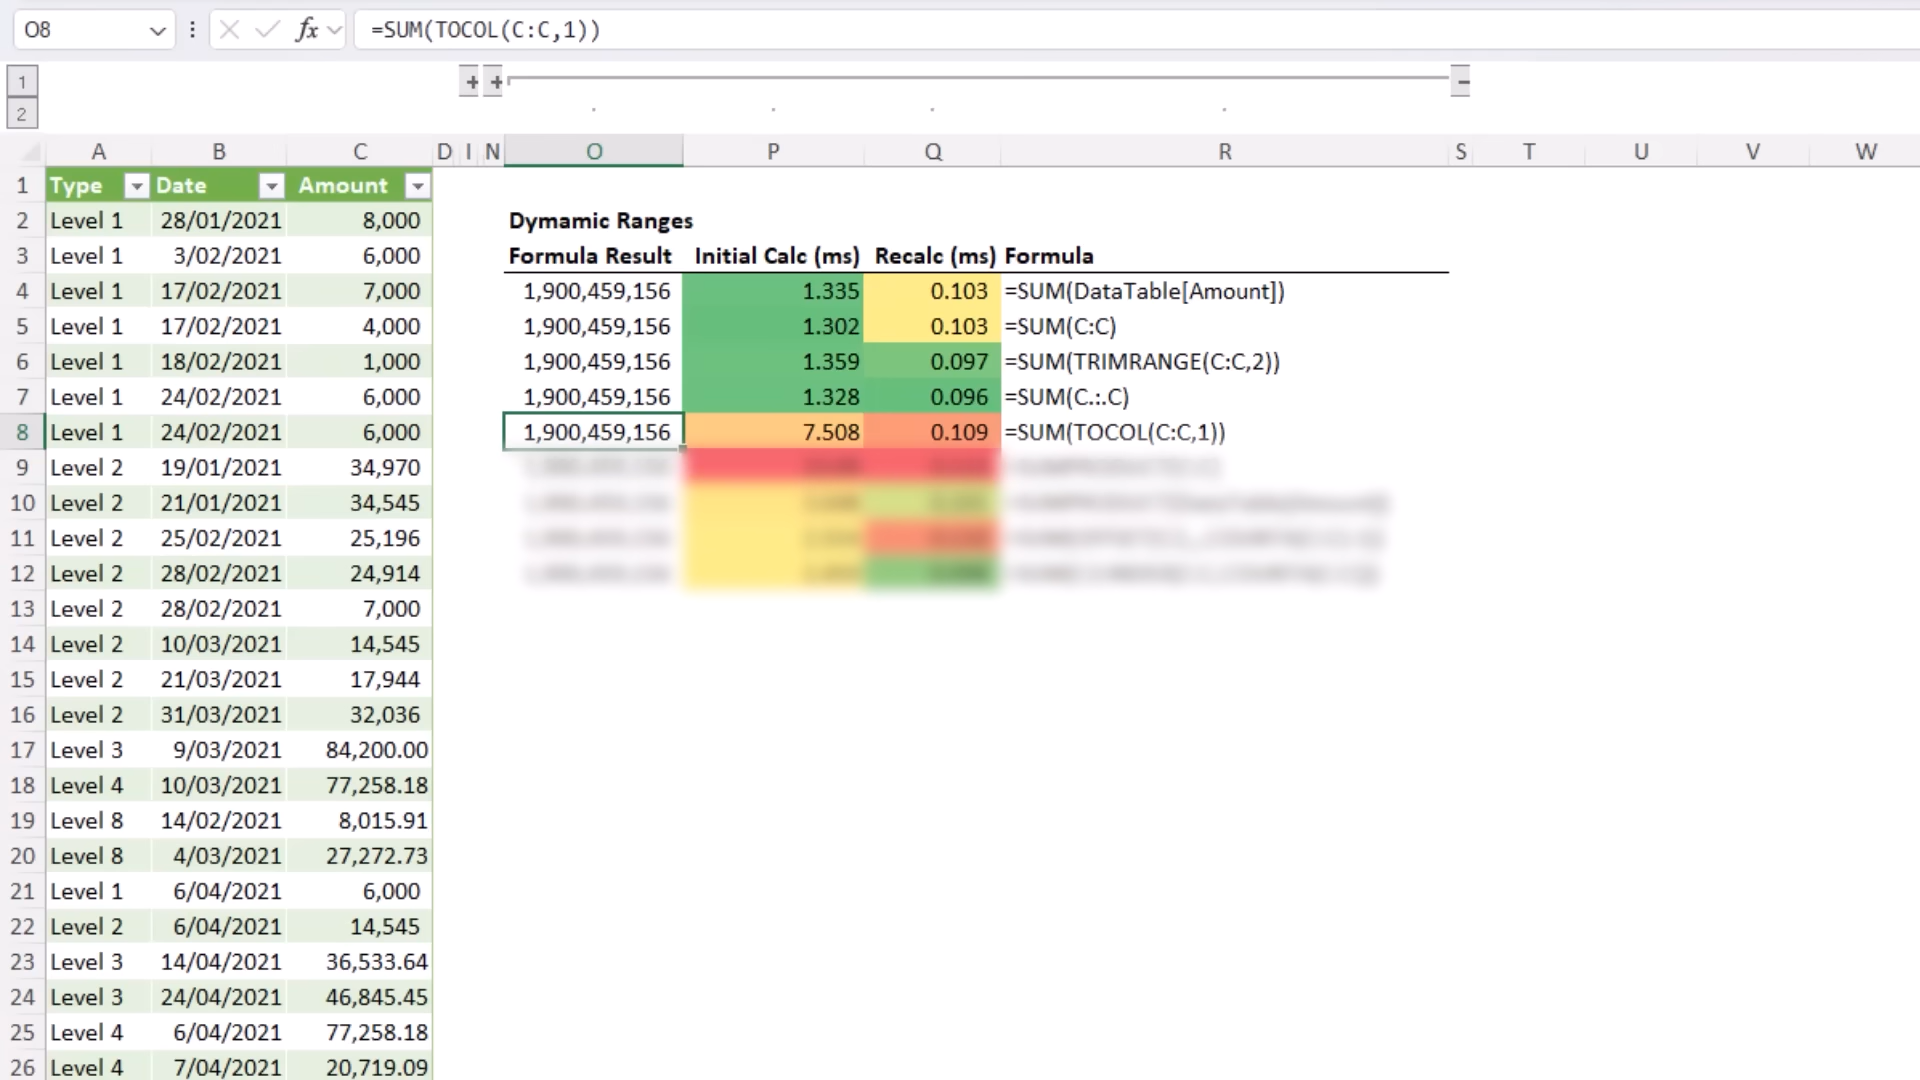 O8 fx =SUM(TOCOL(C:C,1))
1
2
A B C D I N O P Q R S T U V W
1 Type Date Amount
2 Level 1 28/01/2021 8,000 Dymamic Ranges
3 Level 1 3/02/2021 6,000 Formula Result Initial Calc (ms) Recalc (ms) Formula
4 Level 1 17/02/2021 7,000 1,900,459,156 1.335 0.103 =SUM(DataTable[Amount])
5 Level 1 17/02/2021 4,000 1,900,459,156 1.302 0.103 =SUM(C:C)
6 Level 1 18/02/2021 1,000 1,900,459,156 1.359 0.097 =SUM(TRIMRANGE(C:C,2))
7 Level 1 24/02/2021 6,000 1,900,459,156 1.328 0.096 =SUM(C.:.C)
8 Level 1 24/02/2021 6,000 1,900,459,156 7.508 0.109 =SUM(TOCOL(C:C,1))
9 Level 2 19/01/2021 34,970
10 Level 2 21/01/2021 34,545
11 Level 2 25/02/2021 25,196
12 Level 2 28/02/2021 24,914
13 Level 2 28/02/2021 7,000
14 Level 2 10/03/2021 14,545
15 Level 2 21/03/2021 17,944
16 Level 2 31/03/2021 32,036
17 Level 3 9/03/2021 84,200.00
18 Level 4 10/03/2021 77,258.18
19 Level 8 14/02/2021 8,015.91
20 Level 8 4/03/2021 27,272.73
21 Level 1 6/04/2021 6,000
22 Level 2 6/04/2021 14,545
23 Level 3 14/04/2021 36,533.64
24 Level 3 24/04/2021 46,845.45
25 Level 4 6/04/2021 77,258.18
26 Level 4 7/04/2021 20,719.09